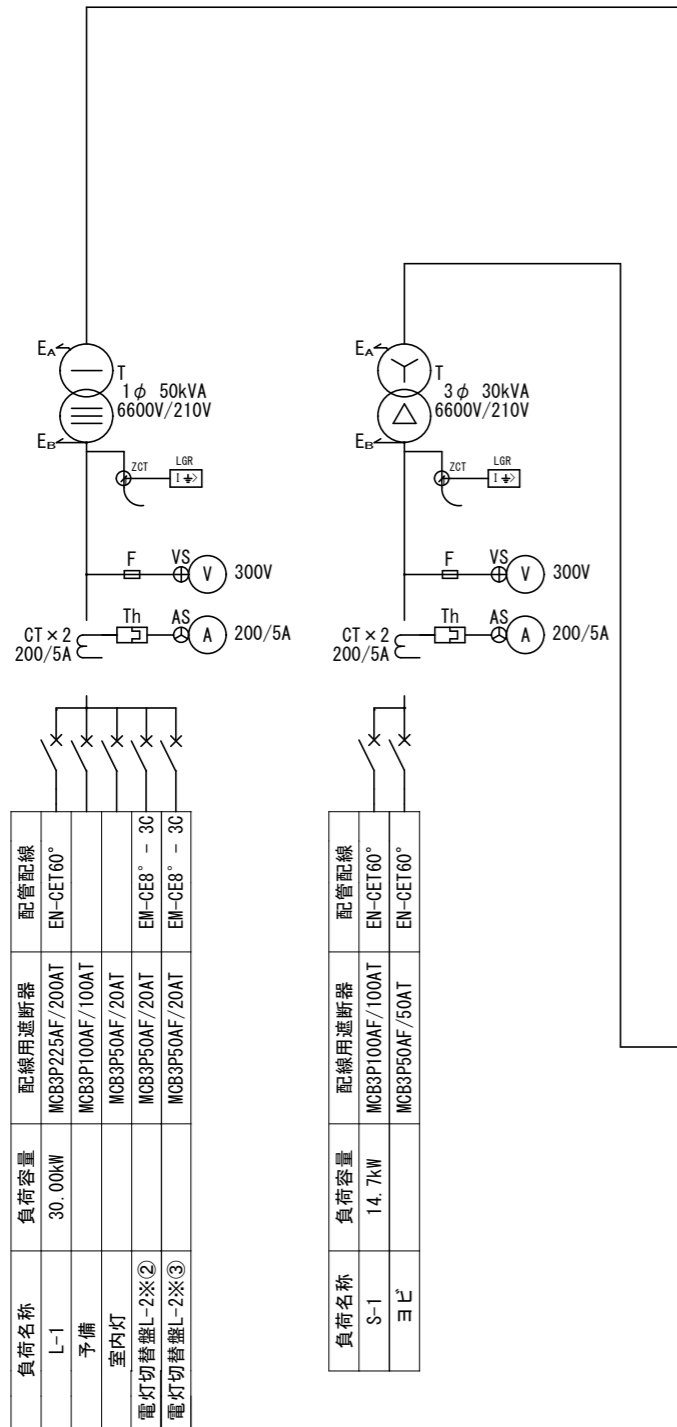 EA
T
1φ 50kVA
6600V/210V
EB
ZCT
LGR
I
F
VS
V
300V
CT×2
200/5A
Th
AS
A
200/5A
EA
T
3φ 30kVA
6600V/210V
EB
ZCT
LGR
I
F
VS
V
300V
CT×2
200/5A
Th
AS
A
200/5A
負荷名称 負荷容量 配線用遮断器 配管配線
L-1 30.00kW MCB3P225AF/200AT EN-CET60°
予備 MCB3P100AF/100AT
室内灯 MCB3P50AF/20AT
電灯切替盤L-2※② MCB3P50AF/20AT EM-CE8° - 3C
電灯切替盤L-2※③ MCB3P50AF/20AT EM-CE8° - 3C
負荷名称 負荷容量 配線用遮断器 配管配線
S-1 14.7kW MCB3P100AF/100AT EN-CET60°
ヨビ MCB3P50AF/50AT EN-CET60°